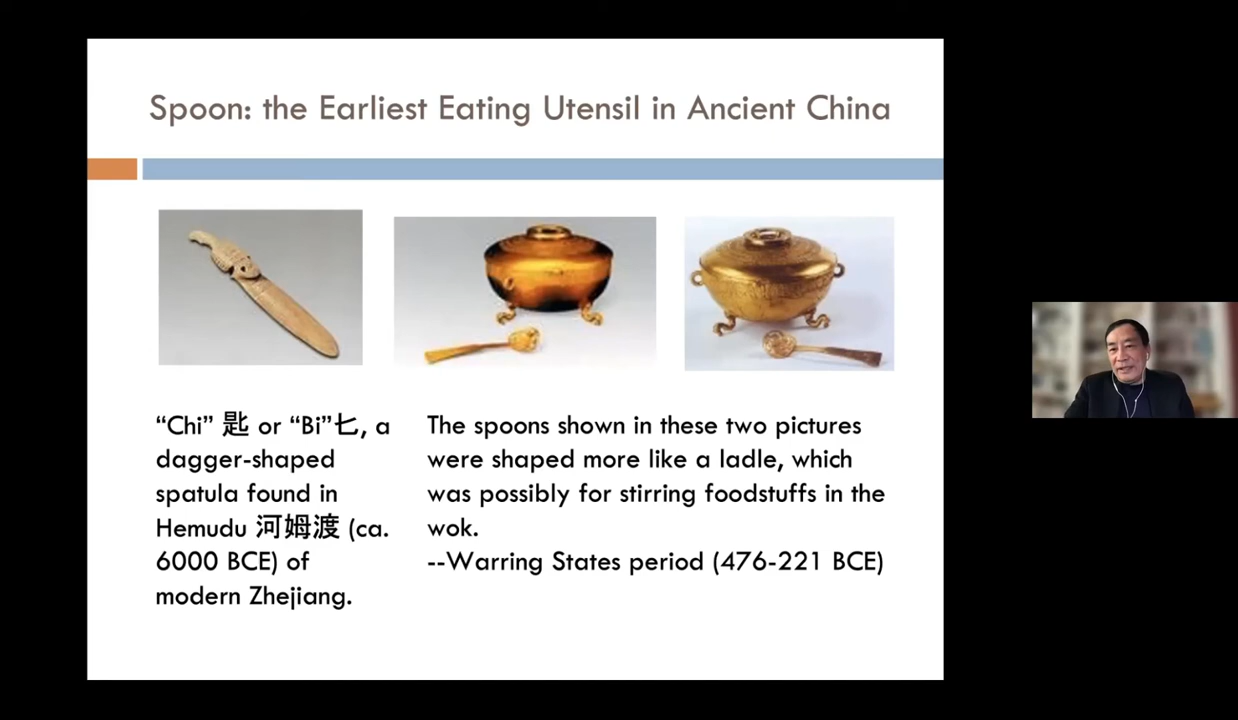 Spoon: the Earliest Eating Utensil in Ancient China
“Chi” 匙 or “Bi”匕, a
dagger-shaped
spatula found in
Hemudu 河姆渡 (ca.
6000 BCE) of
modern Zhejiang.
The spoons shown in these two pictures
were shaped more like a ladle, which
was possibly for stirring foodstuffs in the
wok.
--Warring States period (476-221 BCE)